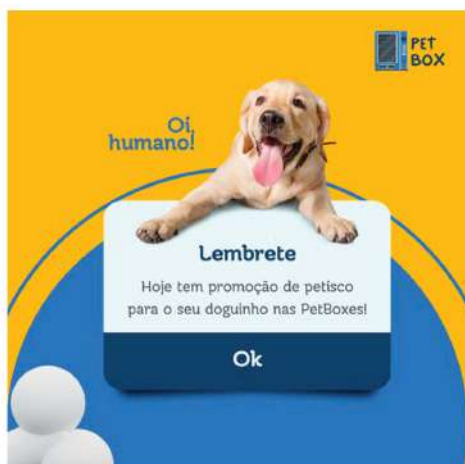 PET
BOX
Oi,
humano!
Lembrete
Hoje tem promoção de petisco
para o seu doguinho nas PetBoxes!
Ok